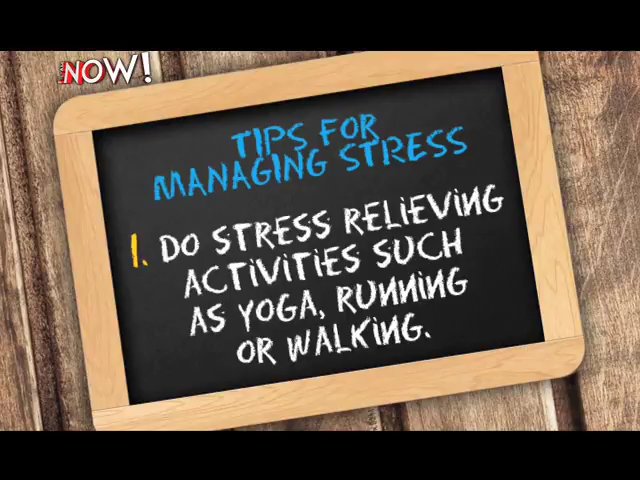 NOW!
TIPS FOR
MANAGING STRESS
1. DO STRESS RELIEVING
ACTIVITIES SUCH
AS YOGA, RUNNING
OR WALKING.